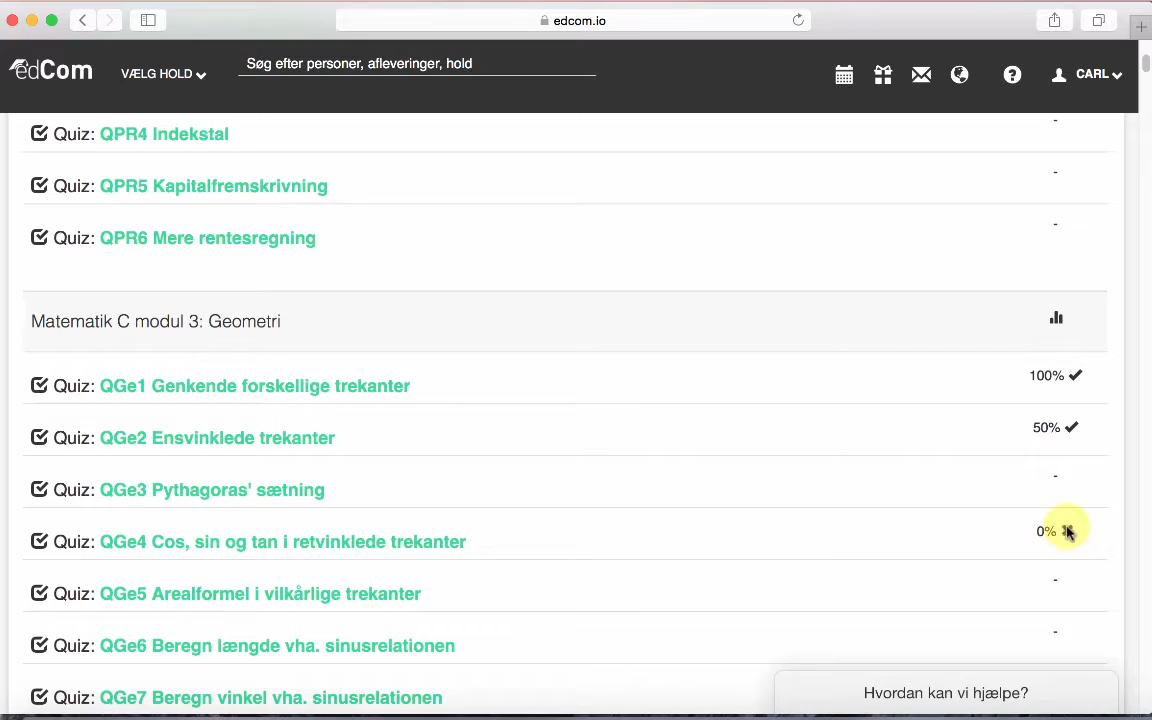 edcom.io
edCom
VÆLG HOLD
Søg efter personer, afleveringer, hold
CARL
Quiz: QPR4 Indekstal
-
Quiz: QPR5 Kapitalfremskrivning
-
Quiz: QPR6 Mere rentesregning
-
Matematik C modul 3: Geometri
Quiz: QGe1 Genkende forskellige trekanter
100%
Quiz: QGe2 Ensvinklede trekanter
50%
Quiz: QGe3 Pythagoras' sætning
-
Quiz: QGe4 Cos, sin og tan i retvinklede trekanter
0%
Quiz: QGe5 Arealformel i vilkårlige trekanter
-
Quiz: QGe6 Beregn længde vha. sinusrelationen
-
Quiz: QGe7 Beregn vinkel vha. sinusrelationen
Hvordan kan vi hjælpe?